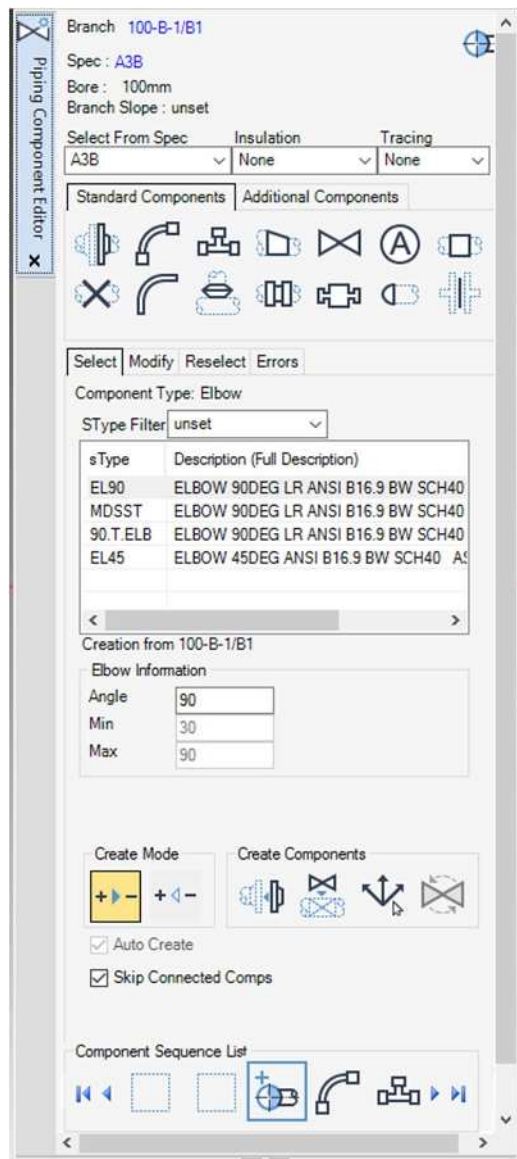 Piping Component Editor
Branch 100-B-1/B1
Spec : A3B
Bore : 100mm
Branch Slope : unset
Select From Spec Insulation Tracing
A3B None None
Standard Components Additional Components
A
Select Modify Reselect Errors
Component Type: Elbow
SType Filter unset
sType Description (Full Description)
EL90 ELBOW 90DEG LR ANSI B16.9 BW SCH40
MDSST ELBOW 90DEG LR ANSI B16.9 BW SCH40
90.T.ELB ELBOW 90DEG LR ANSI B16.9 BW SCH40
EL45 ELBOW 45DEG ANSI B16.9 BW SCH40 AS
Creation from 100-B-1/B1
Elbow Information
Angle 90
Min 30
Max 90
Create Mode Create Components
Auto Create
Skip Connected Comps
Component Sequence List